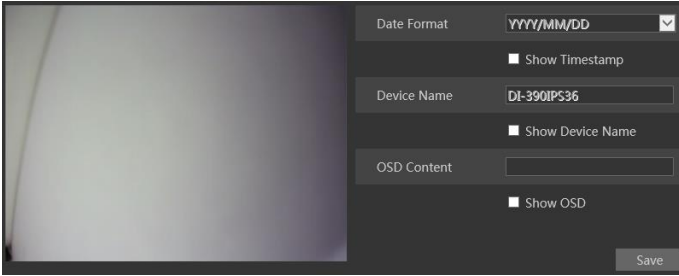 Date Format YYYY/MM/DD
Show Timestamp
Device Name DI-390IPS36
Show Device Name
OSD Content
Show OSD
Save